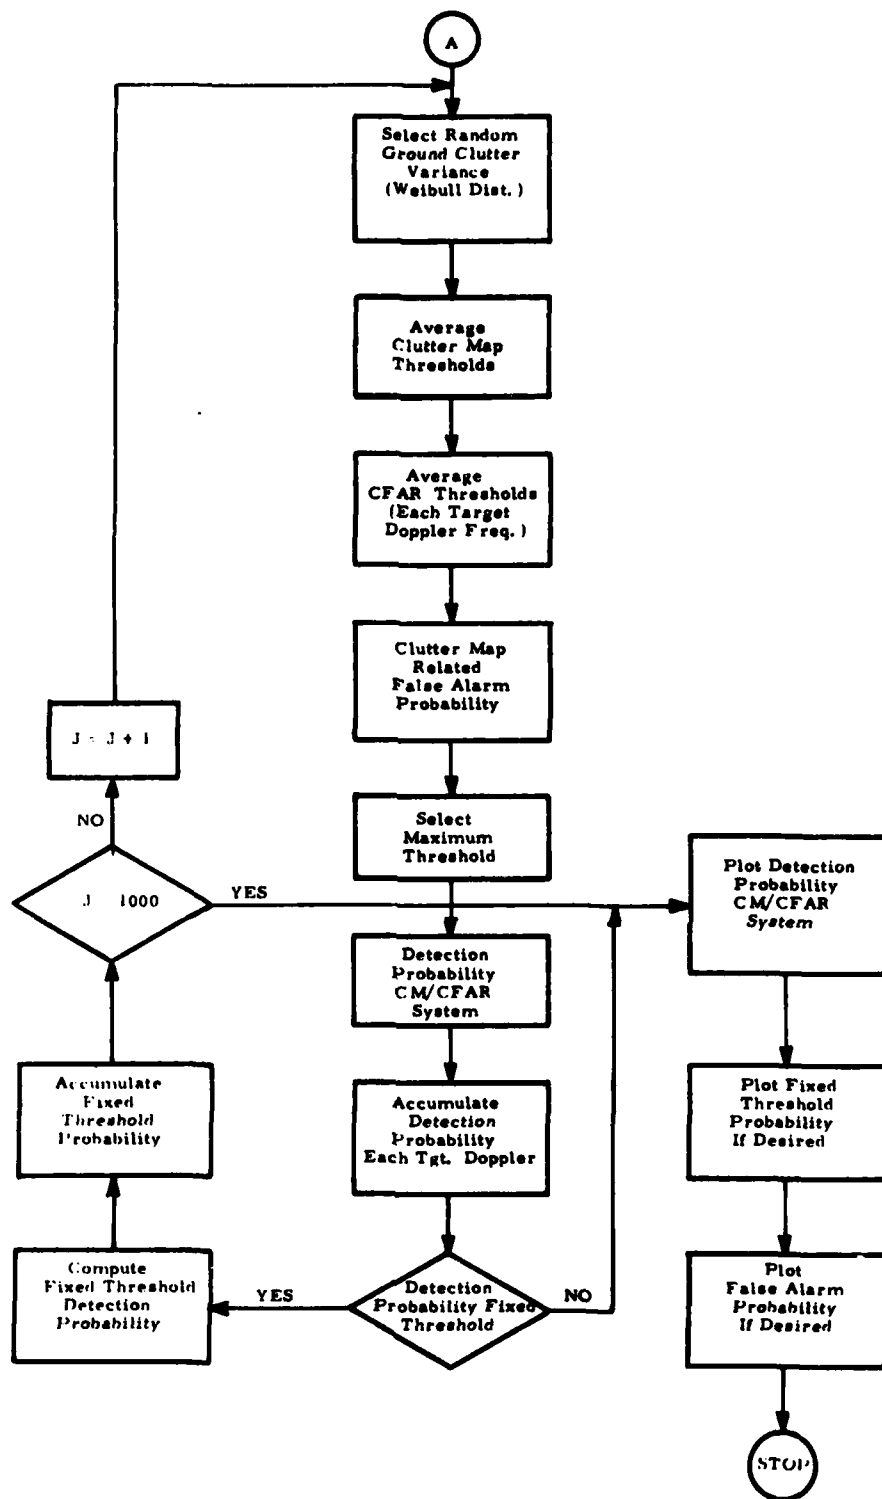 A
Select Random
Ground Clutter
Variance
(Weibull Dist.)
Average
Clutter Map
Thresholds
Average
CFAR Thresholds
(Each Target
Doppler Freq.)
Clutter Map
Related
False Alarm
Probability
Select
Maximum
Threshold
Detection
Probability
CM/CFAR
System
Accumulate
Detection
Probability
Each Tgt. Doppler
Detection
Probability Fixed
Threshold
YES
NO
Compute
Fixed Threshold
Detection
Probability
Accumulate
Fixed
Threshold
Probability
J 1000
YES
NO
J = J + 1
Plot Detection
Probability
CM/CFAR
System
Plot Fixed
Threshold
Probability
If Desired
Plot
False Alarm
Probability
If Desired
STOP